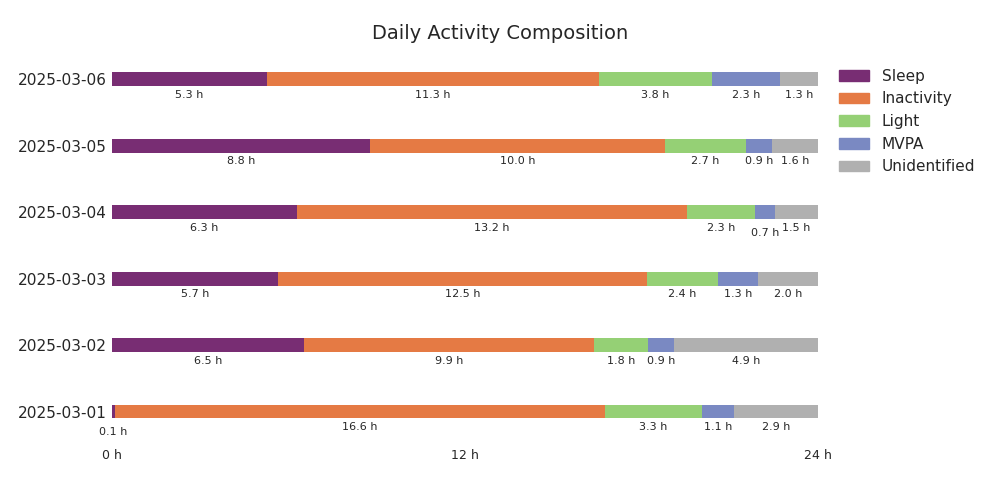 Daily Activity Composition
2025-03-06
5.3 h 11.3 h 3.8 h 2.3 h 1.3 h
2025-03-05
8.8 h 10.0 h 2.7 h 0.9 h 1.6 h
2025-03-04
6.3 h 13.2 h 2.3 h 0.7 h 1.5 h
2025-03-03
5.7 h 12.5 h 2.4 h 1.3 h 2.0 h
2025-03-02
6.5 h 9.9 h 1.8 h 0.9 h 4.9 h
2025-03-01
0.1 h 16.6 h 3.3 h 1.1 h 2.9 h
0 h 12 h 24 h
Sleep
Inactivity
Light
MVPA
Unidentified